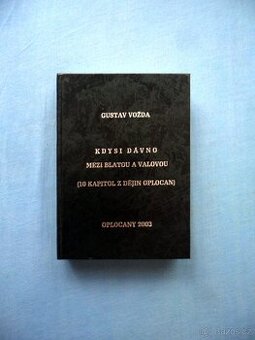 GUSTAV VOŽDA
KDYSI DÁVNO
MEZI BLATOU A VALOVOU
(10 KAPITOL Z DĚJIN OPLOCAN)
OPLOCANY 2003